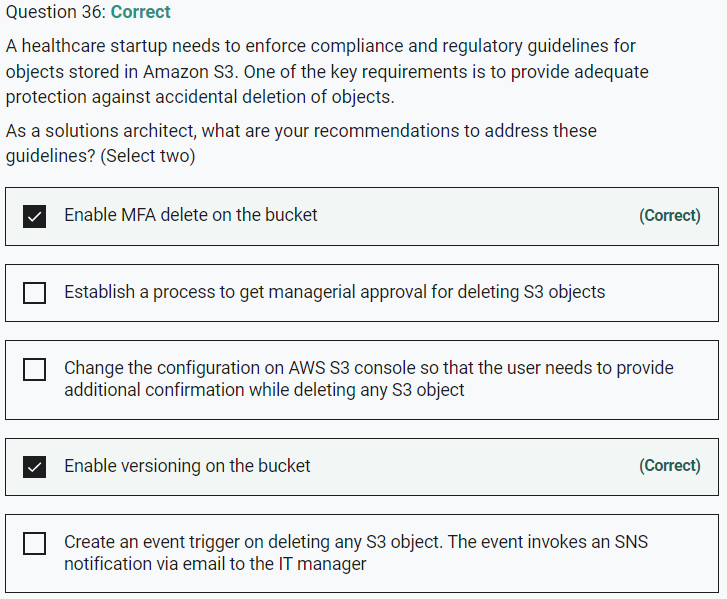 Question 36: Correct
A healthcare startup needs to enforce compliance and regulatory guidelines for
objects stored in Amazon S3. One of the key requirements is to provide adequate
protection against accidental deletion of objects.
As a solutions architect, what are your recommendations to address these
guidelines? (Select two)
Enable MFA delete on the bucket (Correct)
Establish a process to get managerial approval for deleting S3 objects
Change the configuration on AWS S3 console so that the user needs to provide
additional confirmation while deleting any S3 object
Enable versioning on the bucket (Correct)
Create an event trigger on deleting any S3 object. The event invokes an SNS
notification via email to the IT manager